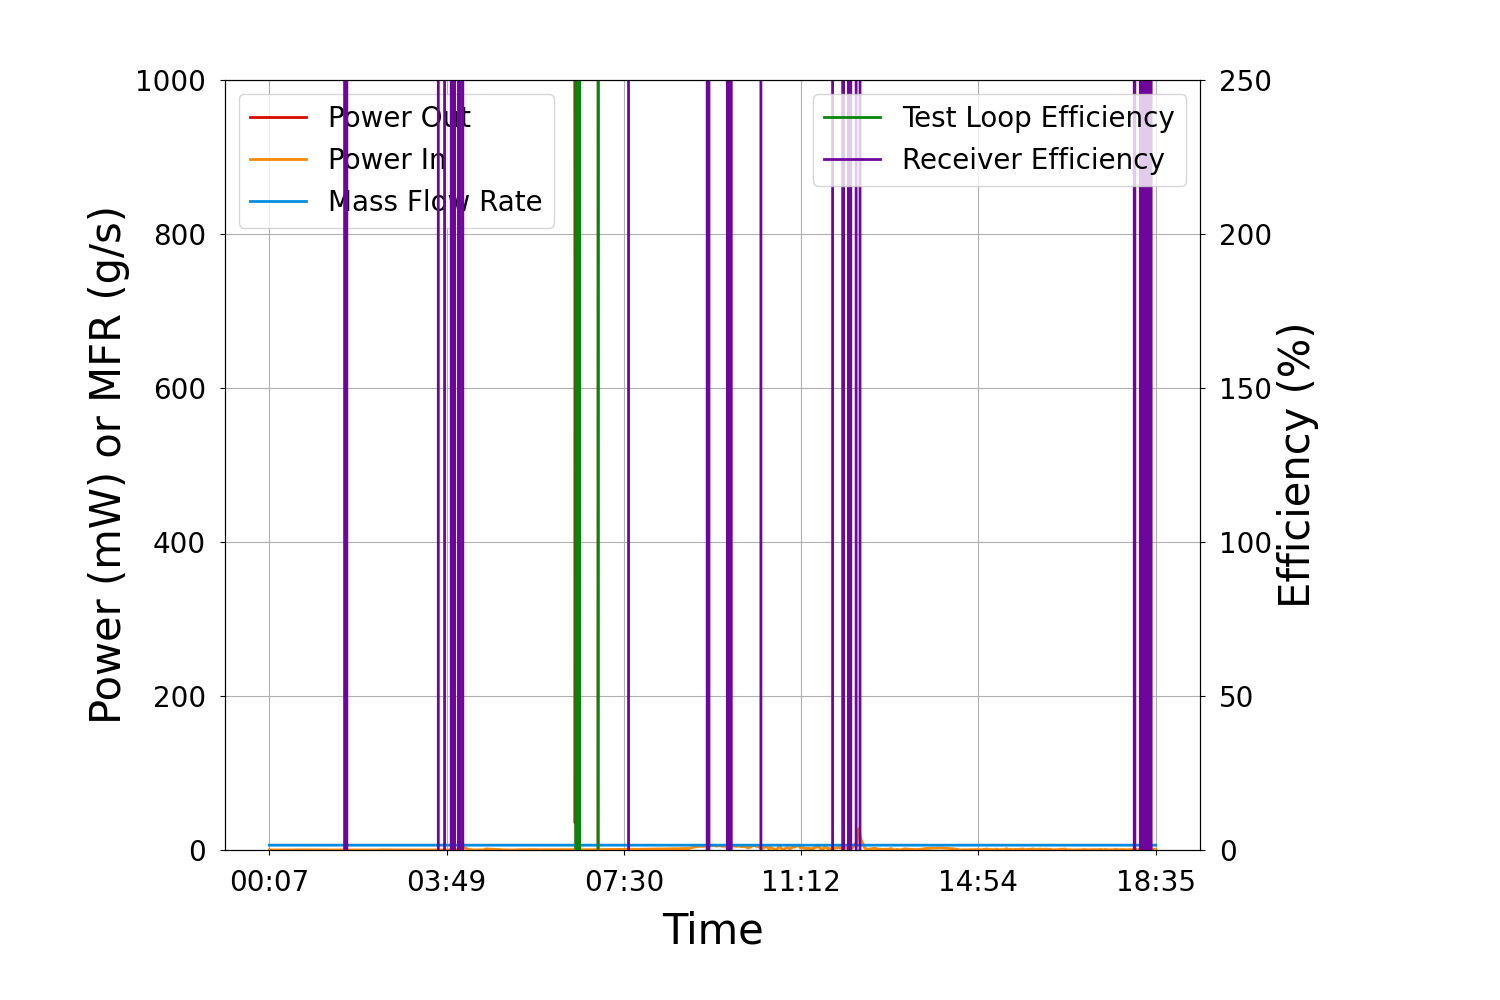 1000
800
600
400
200
0
Power (mW) or MFR (g/s)
Power Out
Power In
Mass Flow Rate
Test Loop Efficiency
Receiver Efficiency
250
200
150
100
50
0
Efficiency (%)
00:07 03:49 07:30 11:12 14:54 18:35
Time